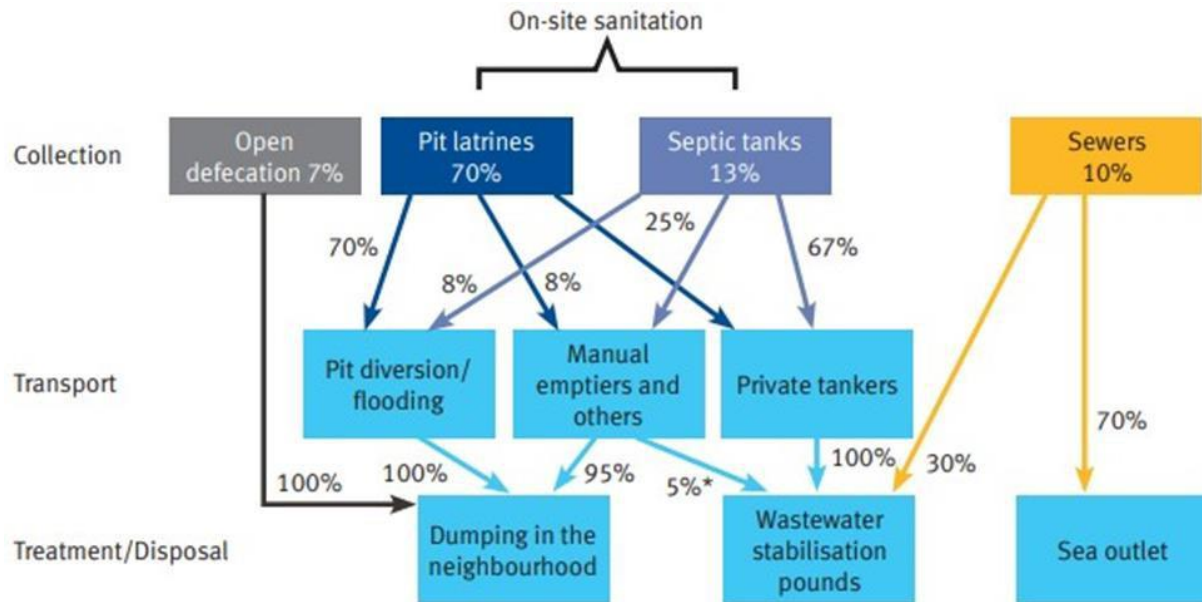 On-site sanitation
Collection
Open
defecation 7%
Pit latrines
70%
Septic tanks
13%
Sewers
10%
70%
8%
8%
25%
67%
Transport
Pit diversion/
flooding
Manual
emptiers and
others
Private tankers
70%
100%
100%
95%
5%*
100%
30%
Treatment/Disposal
Dumping in the
neighbourhood
Wastewater
stabilisation
pounds
Sea outlet